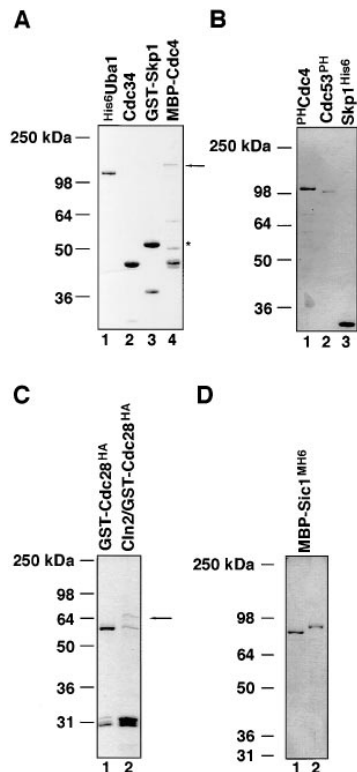 A
His6Uba1
Cdc34
GST-Skp1
MBP-Cdc4
250 kDa
98
64
50
*
36
1 2 3 4
B
PHCdc4
Cdc53PH
Skp1His6
250 kDa
98
64
50
36
1 2 3
C
GST-Cdc28HA
Cln2/GST-Cdc28HA
250 kDa
98
64
50
36
31
1 2
D
MBP-Sic1MH6
250 kDa
98
64
50
36
31
1 2